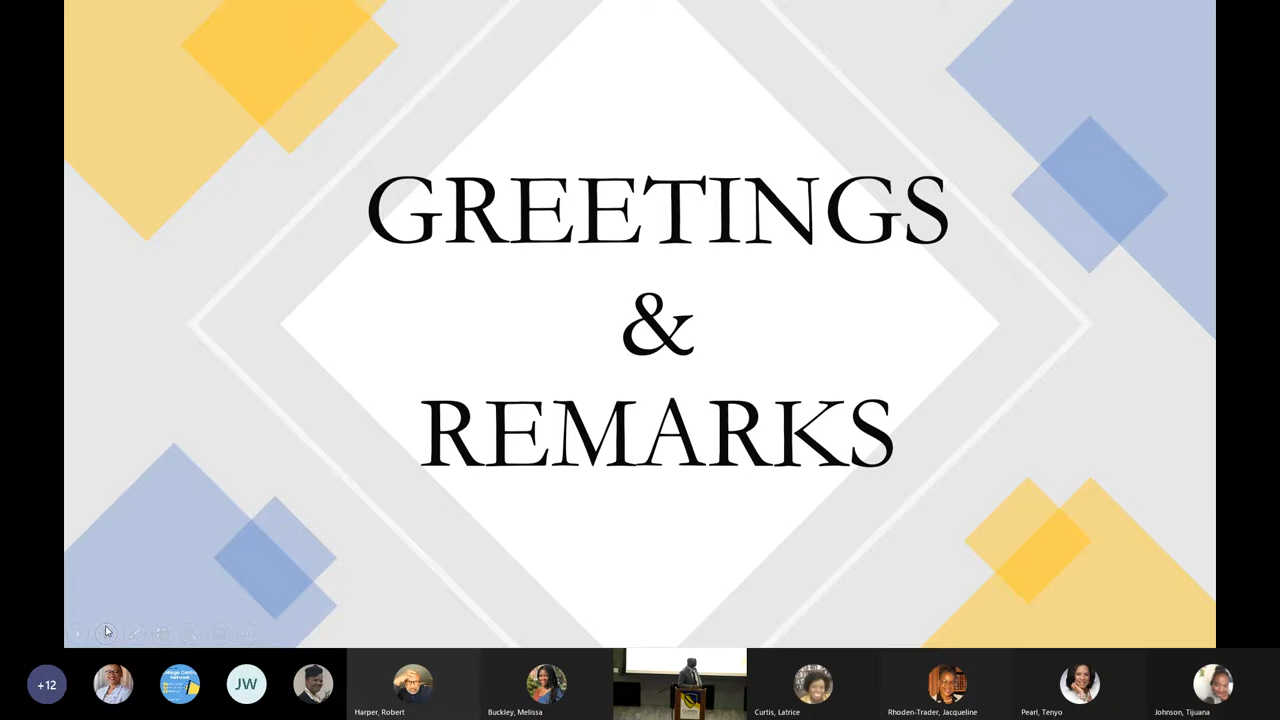 GREETINGS
&
REMARKS
+12
JW
Harper, Robert
Buckley, Melissa
Curtis, Latrice
Rhoden-Trader, Jacqueline
Pearl, Tenyo
Johnson, Tijuana